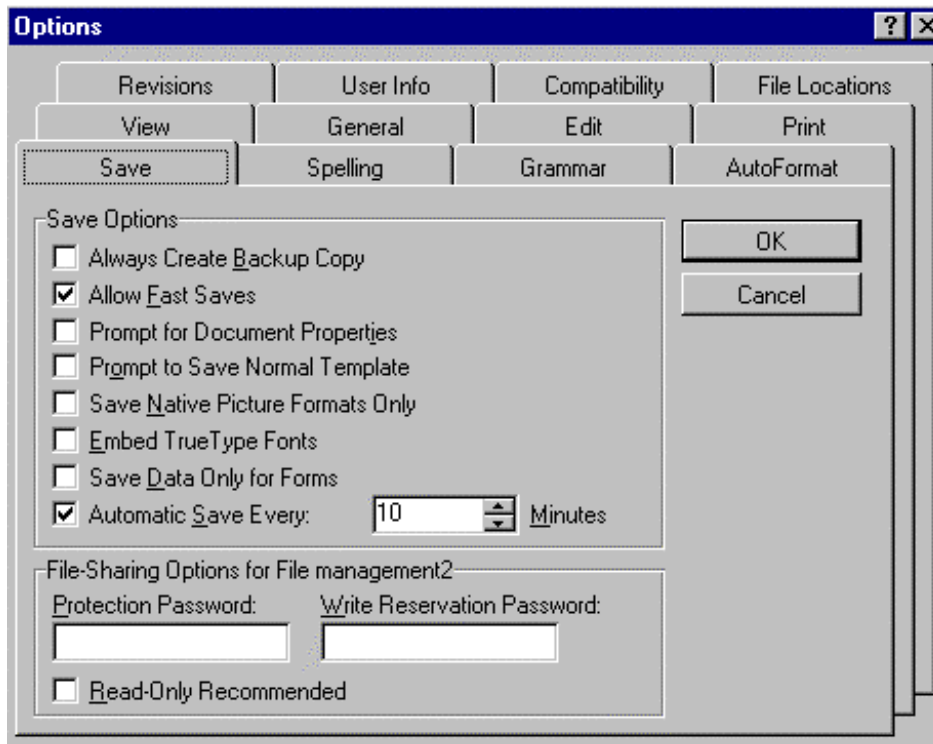 Options
Revisions User Info Compatibility File Locations
View General Edit Print
Save Spelling Grammar AutoFormat
Save Options
Always Create Backup Copy
Allow Fast Saves
Prompt for Document Properties
Prompt to Save Normal Template
Save Native Picture Formats Only
Embed TrueType Fonts
Save Data Only for Forms
Automatic Save Every: 10 Minutes
OK
Cancel
File-Sharing Options for File management2
Protection Password: Write Reservation Password:
Read-Only Recommended